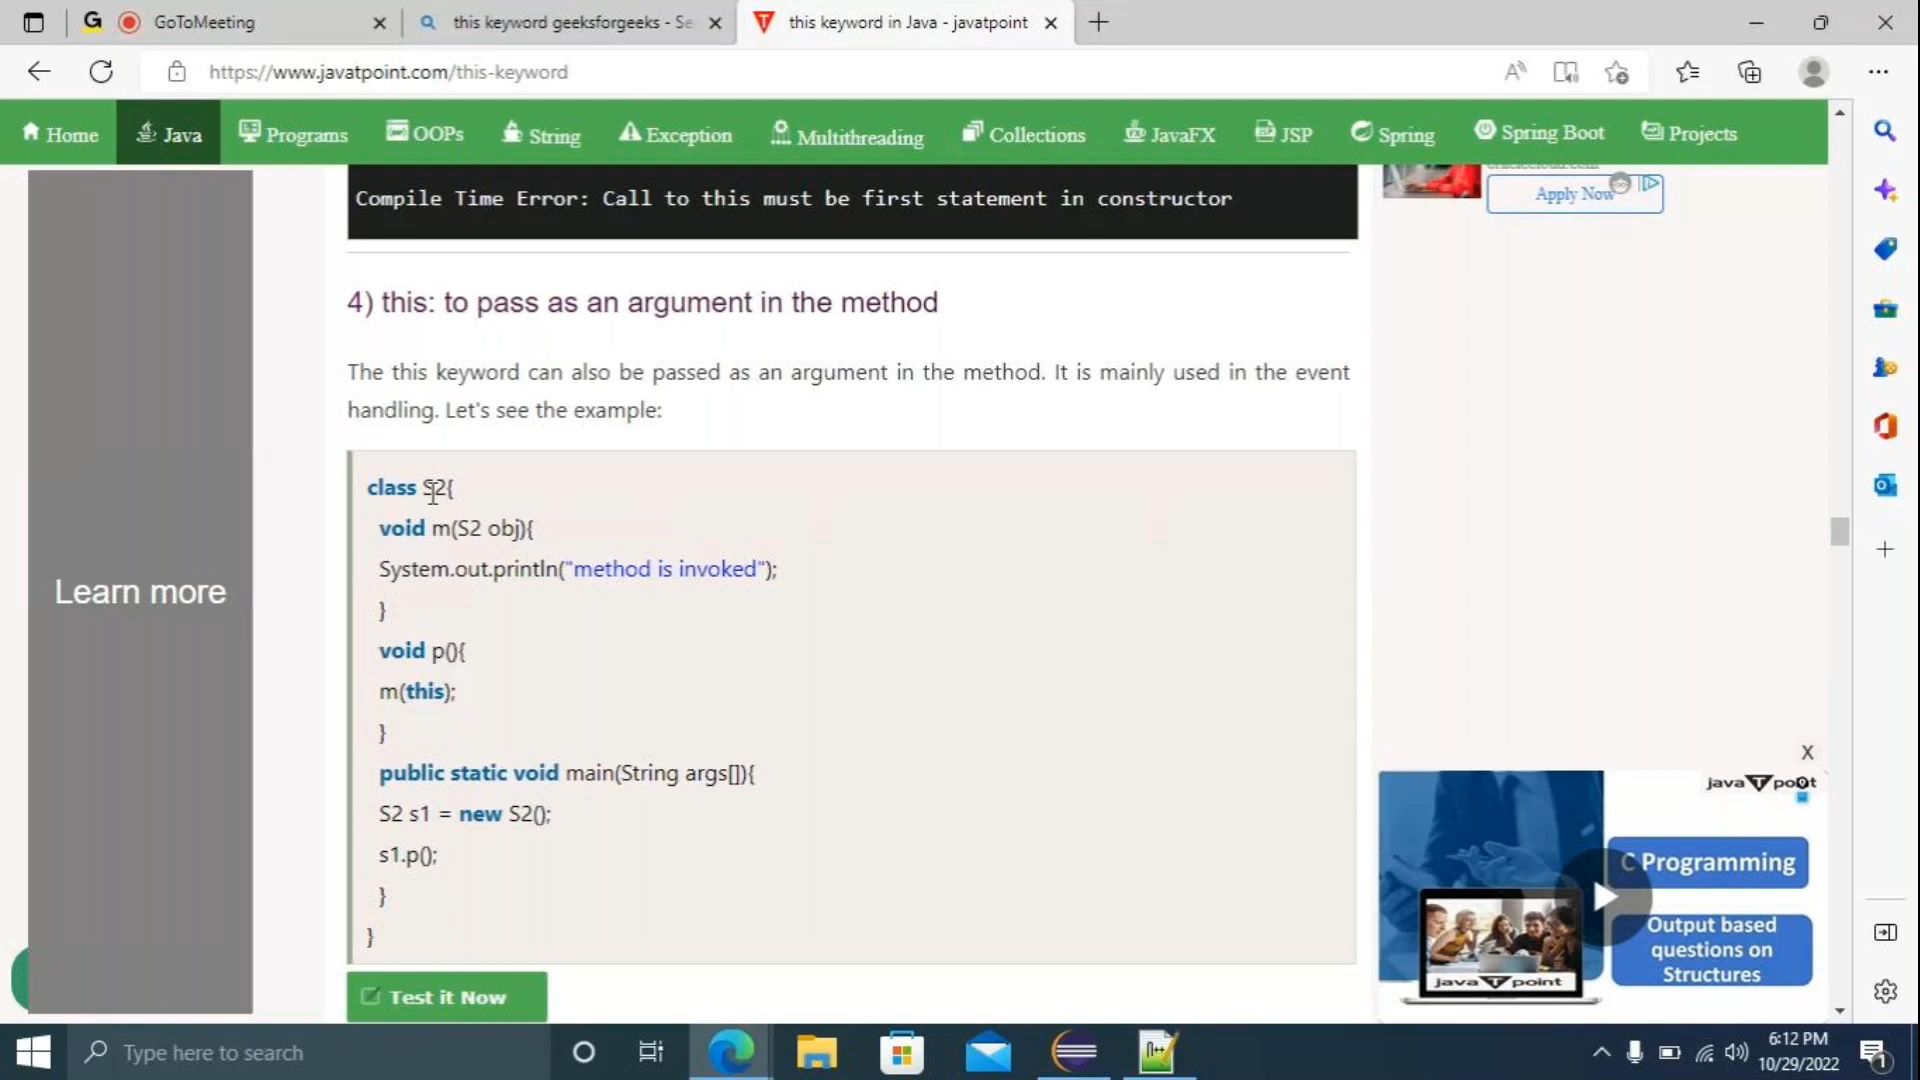 GoToMeeting
this keyword geeksforgeeks - Se
this keyword in Java - javatpoint
https://www.javatpoint.com/this-keyword
Home Java Programs OOPs String Exception Multithreading Collections JavaFX JSP Spring Spring Boot Projects
Compile Time Error: Call to this must be first statement in constructor
Apply Now
4) this: to pass as an argument in the method
The this keyword can also be passed as an argument in the method. It is mainly used in the event
handling. Let's see the example:
class S2{
void m(S2 obj){
System.out.println("method is invoked");
}
void p(){
m(this);
}
public static void main(String args[]){
S2 s1 = new S2();
s1.p();
}
}
Test it Now
Learn more
X
java T point
C Programming
Output based
questions on
Structures
java T point
Type here to search
6:12 PM
10/29/2022
1